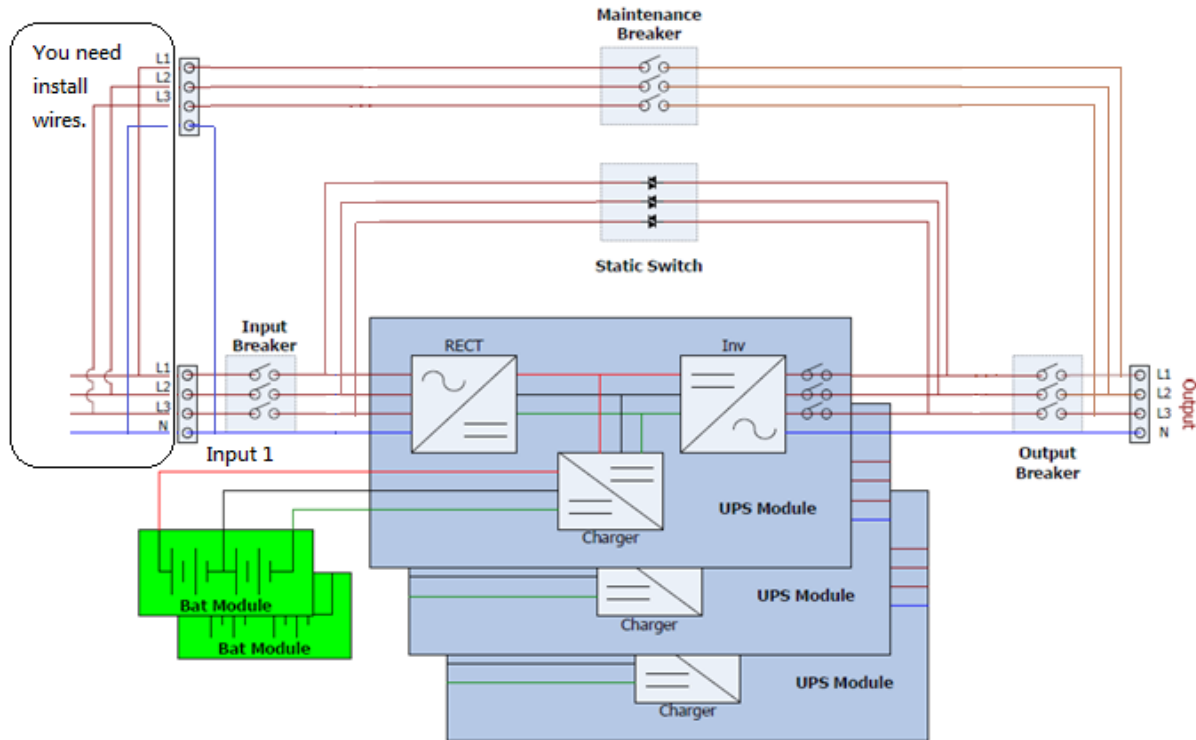 Maintenance
Breaker
You need
install
wires.
L1
L2
L3
Static Switch
Input
Breaker
RECT
Inv
L1
L2
L3
N
Input 1
L1
L2
L3
N
Output
Output
Breaker
UPS Module
Charger
Bat Module
UPS Module
Charger
Bat Module
UPS Module
Charger